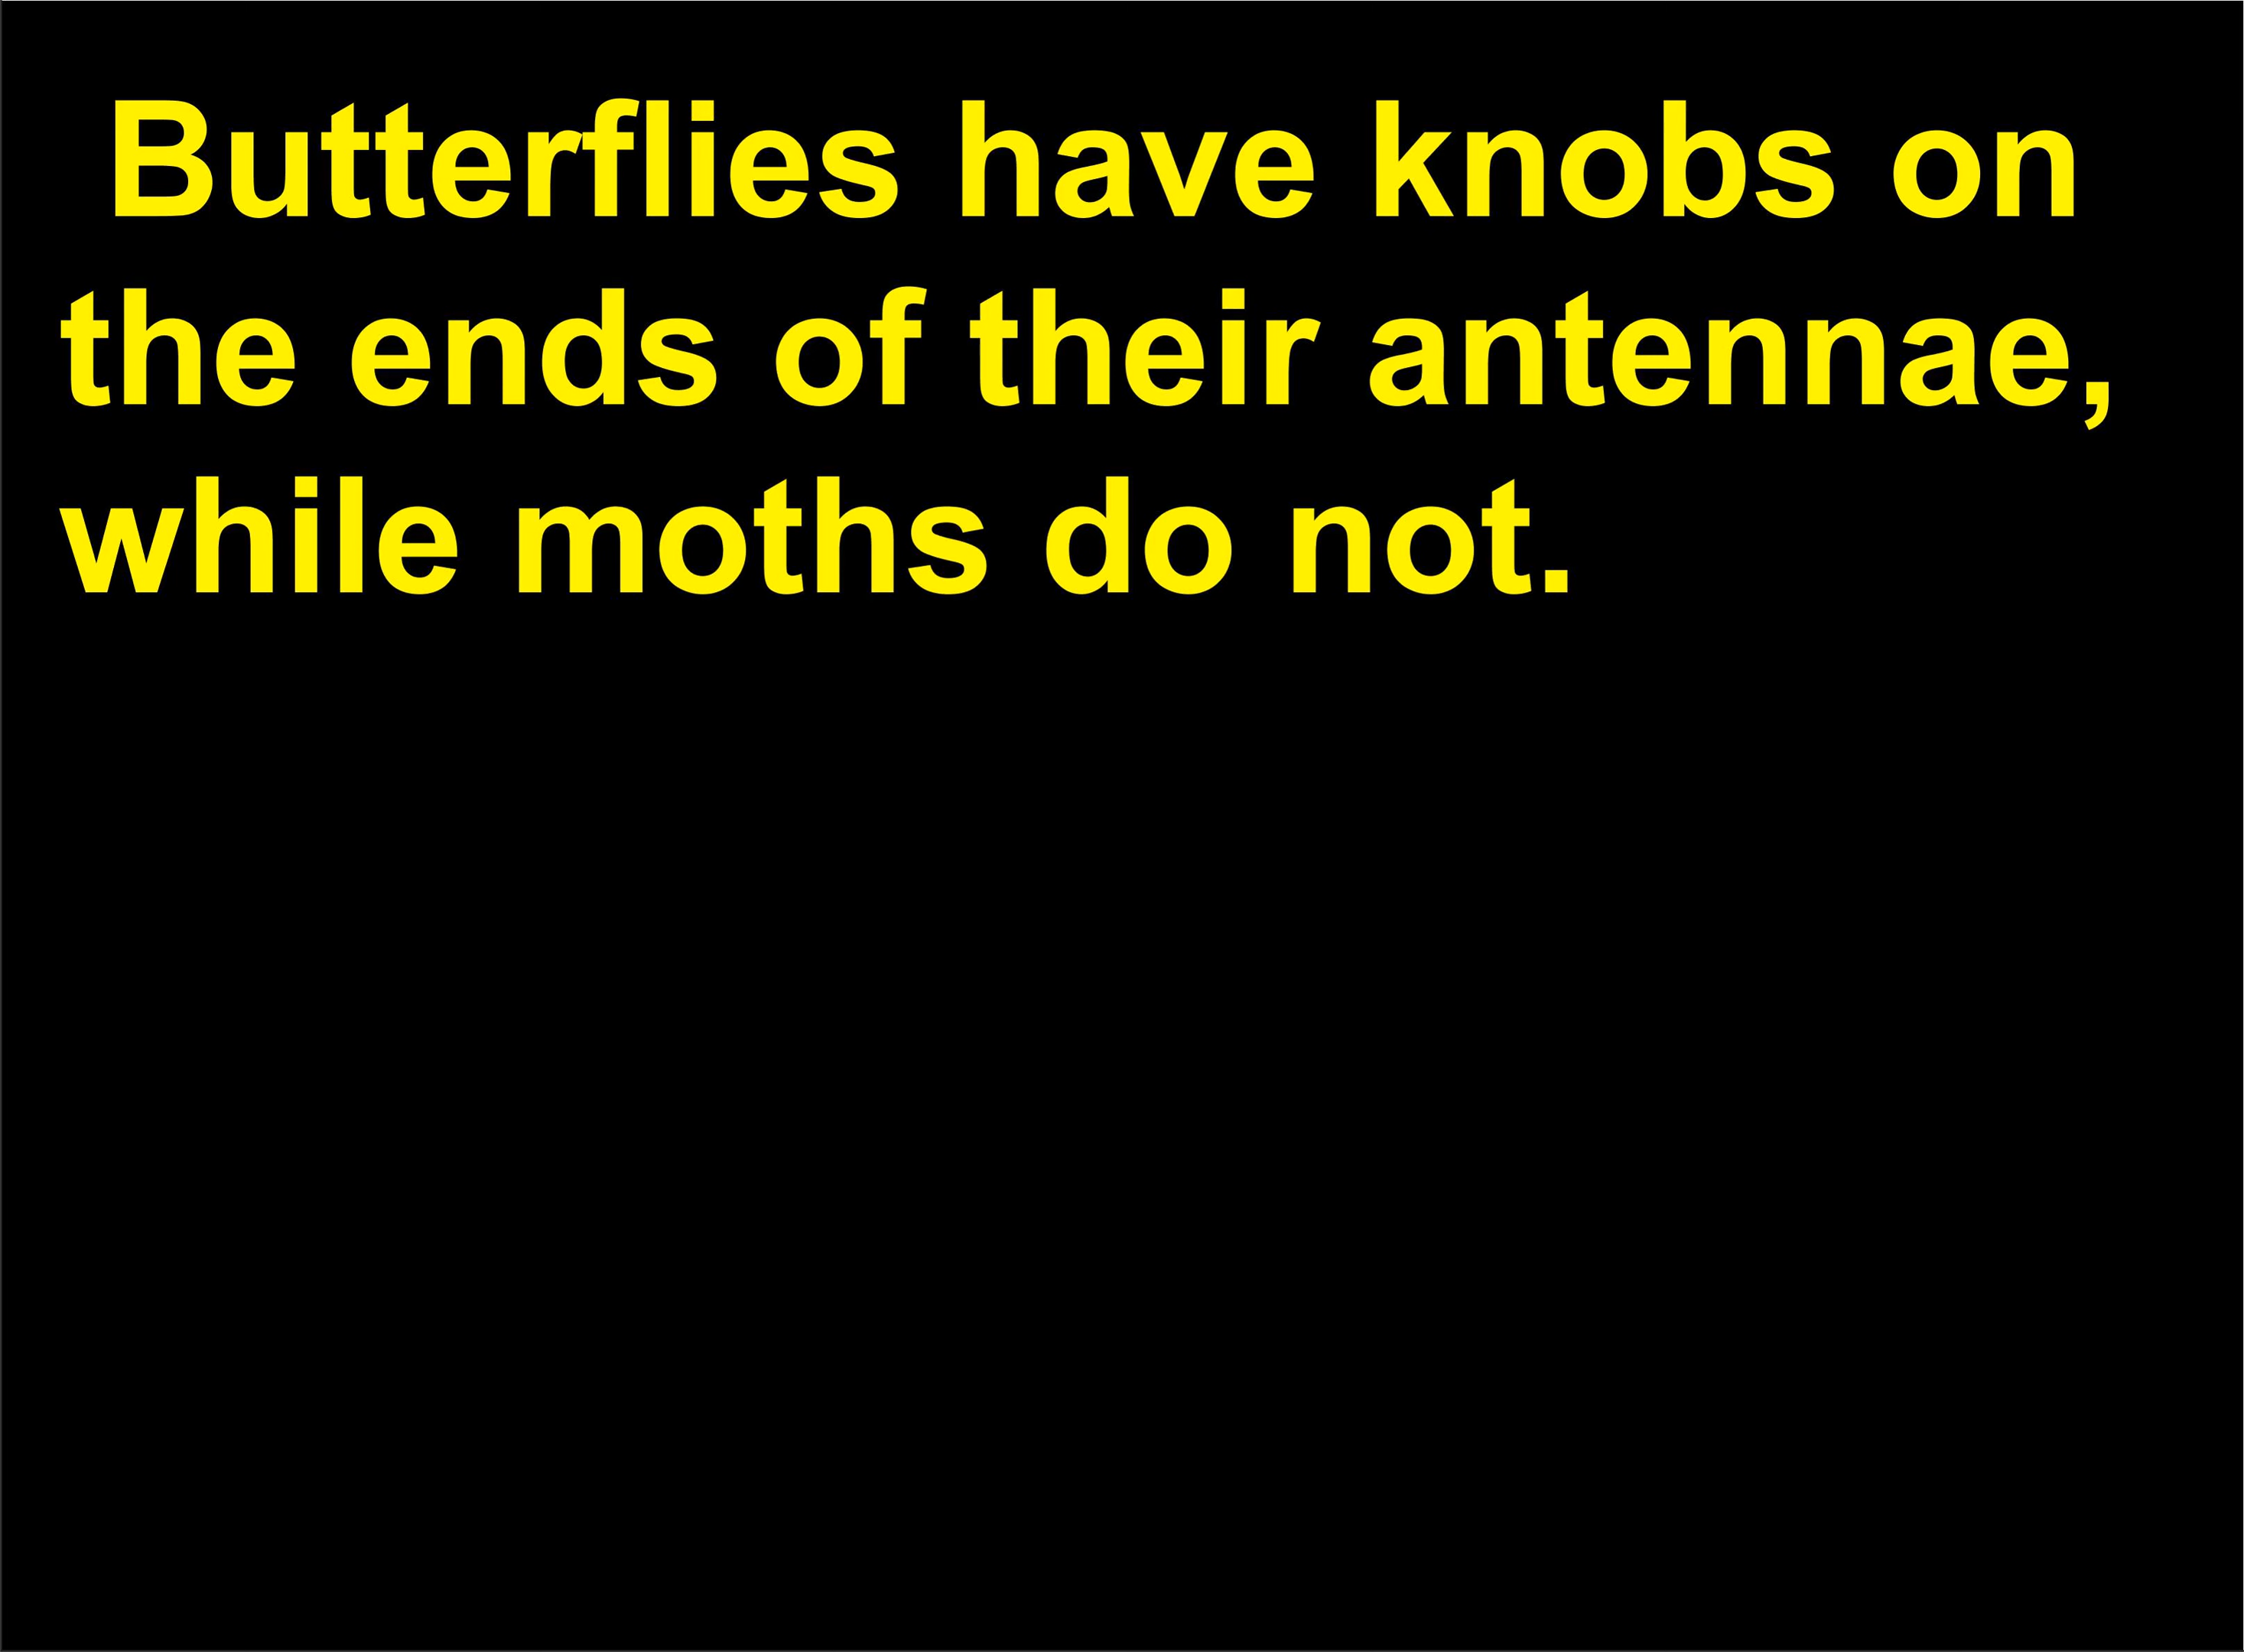 Butterflies have knobs on
the ends of their antennae,
while moths do not.